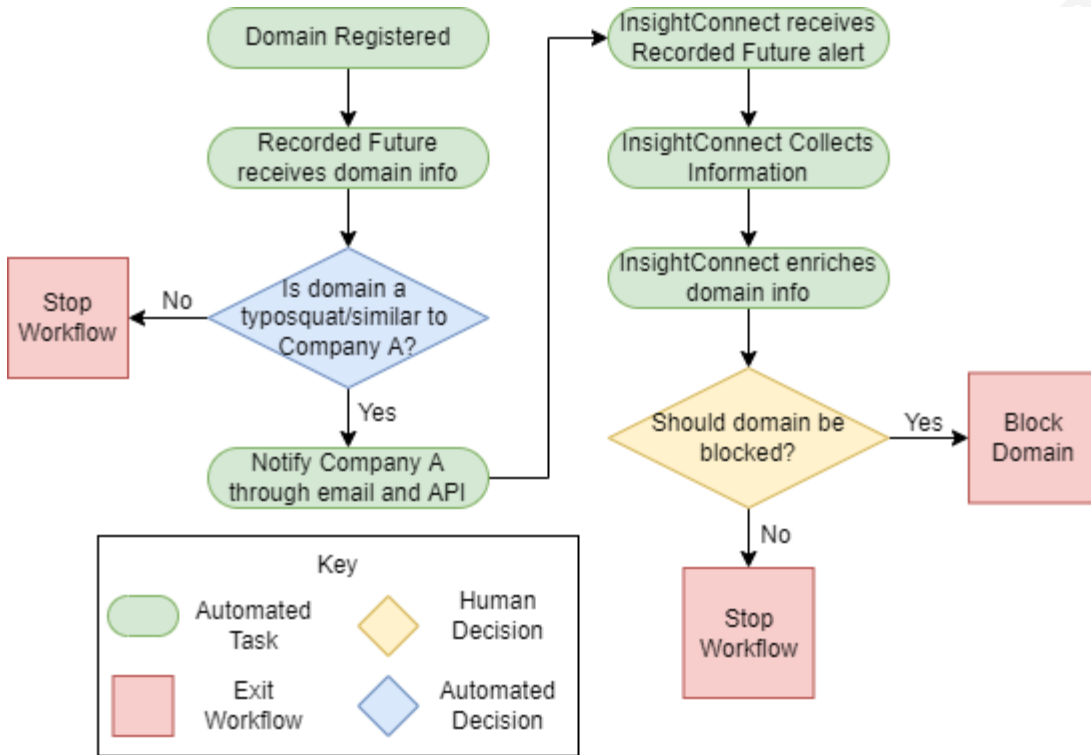 Domain Registered
Recorded Future
receives domain info
Is domain a
typosquat/similar to
Company A?
No
Stop
Workflow
Yes
Notify Company A
through email and API
InsightConnect receives
Recorded Future alert
InsightConnect Collects
Information
InsightConnect enriches
domain info
Should domain be
blocked?
Yes
Block
Domain
No
Stop
Workflow
Key
Automated
Task
Human
Decision
Exit
Workflow
Automated
Decision